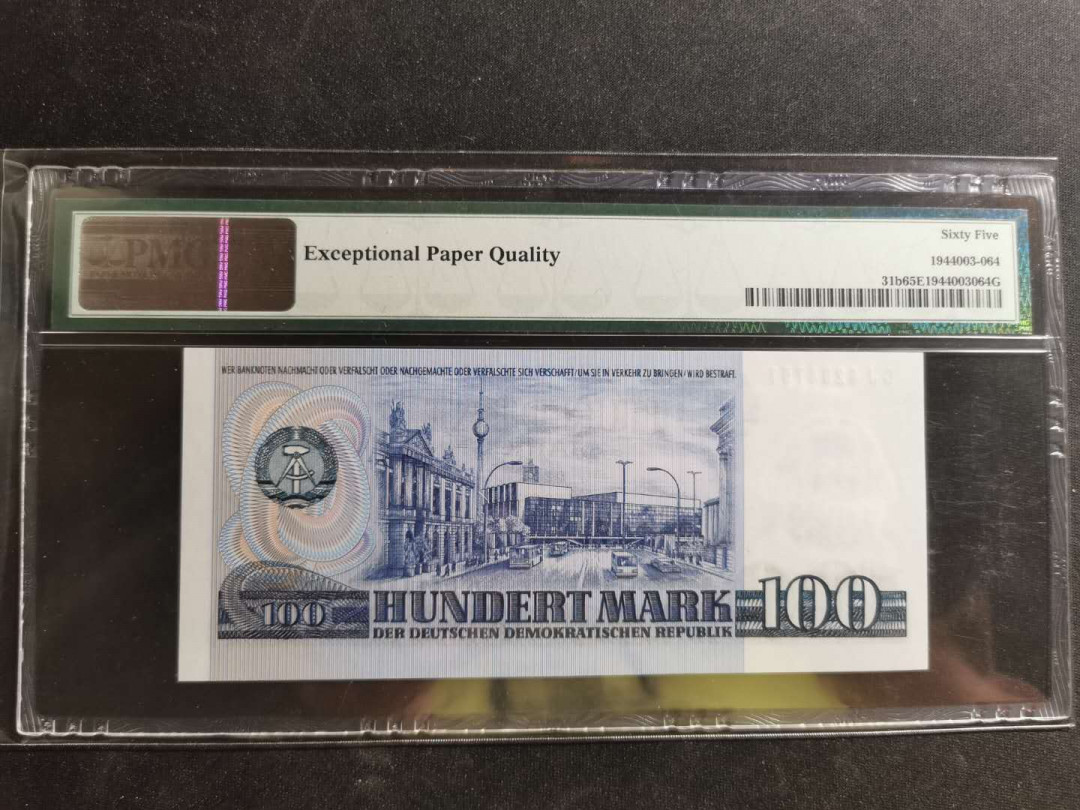 PMG
Exceptional Paper Quality
Sixty Five
1944003-064
31b65E1944003064G
WER BANKNOTEN NACHMACHT ODER VERFÄLSCHT ODER NACHGEMACHTE ODER VERFÄLSCHTE SICH VERSCHAFFT/UM SIE IN VERKEHR ZU BRINGEN/WIRD BESTRAFT.
100 HUNDERT MARK 100
DER DEUTSCHEN DEMOKRATISCHEN REPUBLIK